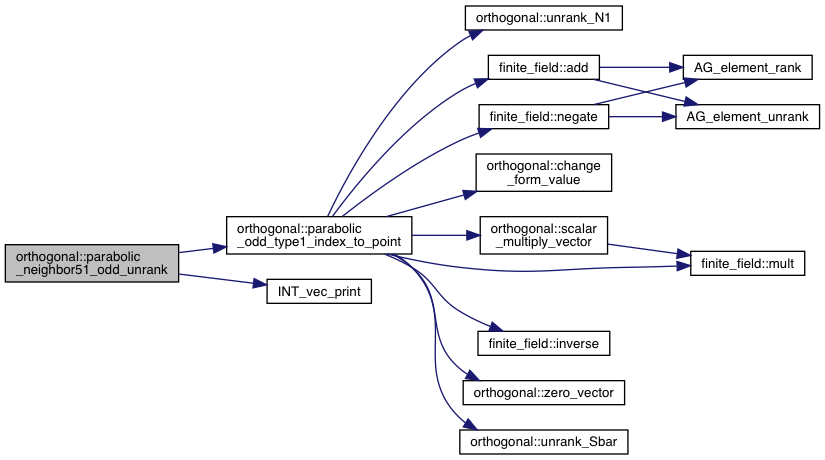 orthogonal::parabolic
_neighbor51_odd_unrank
orthogonal::parabolic
_odd_type1_index_to_point
INT_vec_print
orthogonal::unrank_N1
finite_field::add
finite_field::negate
orthogonal::change
_form_value
orthogonal::scalar
_multiply_vector
finite_field::inverse
orthogonal::zero_vector
orthogonal::unrank_Sbar
AG_element_rank
AG_element_unrank
finite_field::mult